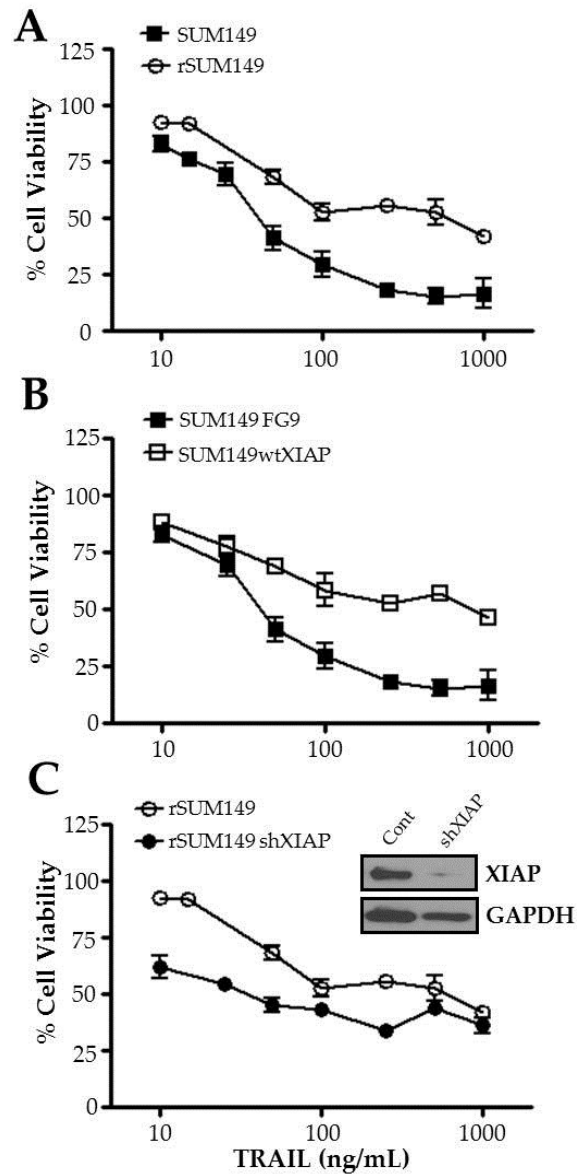 A
SUM149
rSUM149
125
100
75
50
25
0
% Cell Viability
10 100 1000
B
SUM149 FG9
SUM149wtXIAP
125
100
75
50
25
0
% Cell Viability
10 100 1000
C
rSUM149
rSUM149 shXIAP
Cont shXIAP
XIAP
GAPDH
125
100
75
50
25
0
% Cell Viability
10 100 1000
TRAIL (ng/mL)